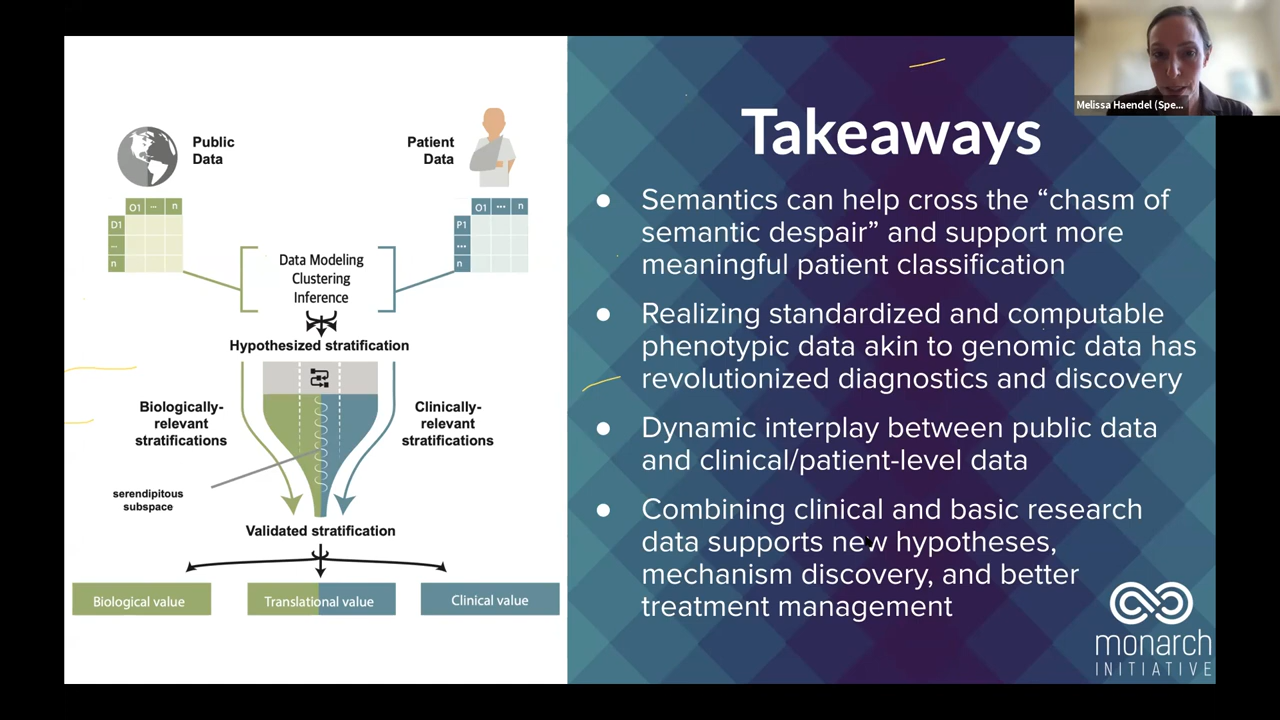 Public
Data
Patient
Data
O1 ... n
D1
...
n
O1 ... n
P1
...
n
Data Modeling
Clustering
Inference
Hypothesized stratification
Biologically-
relevant
stratifications
Clinically-
relevant
stratifications
serendipitous
subspace
Validated stratification
Biological value
Translational value
Clinical value
Melissa Haendel (Spe...
Takeaways
● Semantics can help cross the “chasm of
semantic despair” and support more
meaningful patient classification
● Realizing standardized and computable
phenotypic data akin to genomic data has
revolutionized diagnostics and discovery
● Dynamic interplay between public data
and clinical/patient-level data
● Combining clinical and basic research
data supports new hypotheses,
mechanism discovery, and better
treatment management
monarch
INITIATIVE